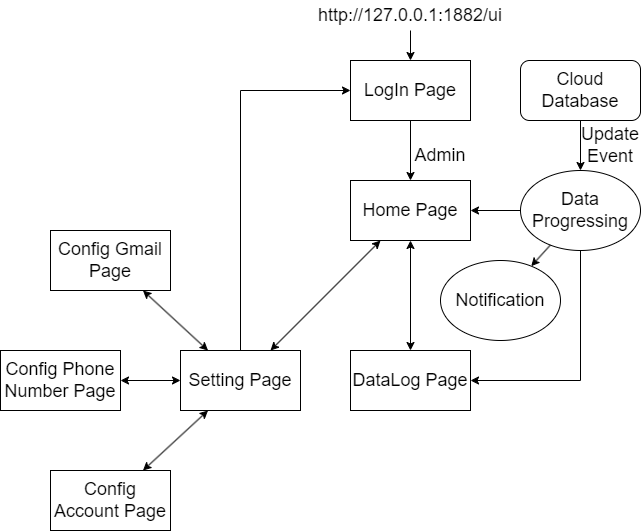 http://127.0.0.1:1882/ui
LogIn Page
Cloud
Database
Update
Event
Admin
Home Page
Data
Progressing
Config Gmail
Page
Notification
Config Phone
Number Page
Setting Page
DataLog Page
Config
Account Page